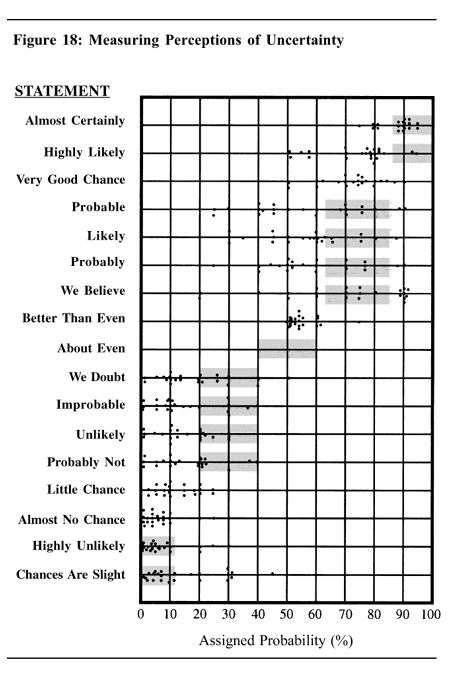 Figure 18: Measuring Perceptions of Uncertainty
STATEMENT
Almost Certainly
Highly Likely
Very Good Chance
Probable
Likely
Probably
We Believe
Better Than Even
About Even
We Doubt
Improbable
Unlikely
Probably Not
Little Chance
Almost No Chance
Highly Unlikely
Chances Are Slight
0 10 20 30 40 50 60 70 80 90 100
Assigned Probability (%)